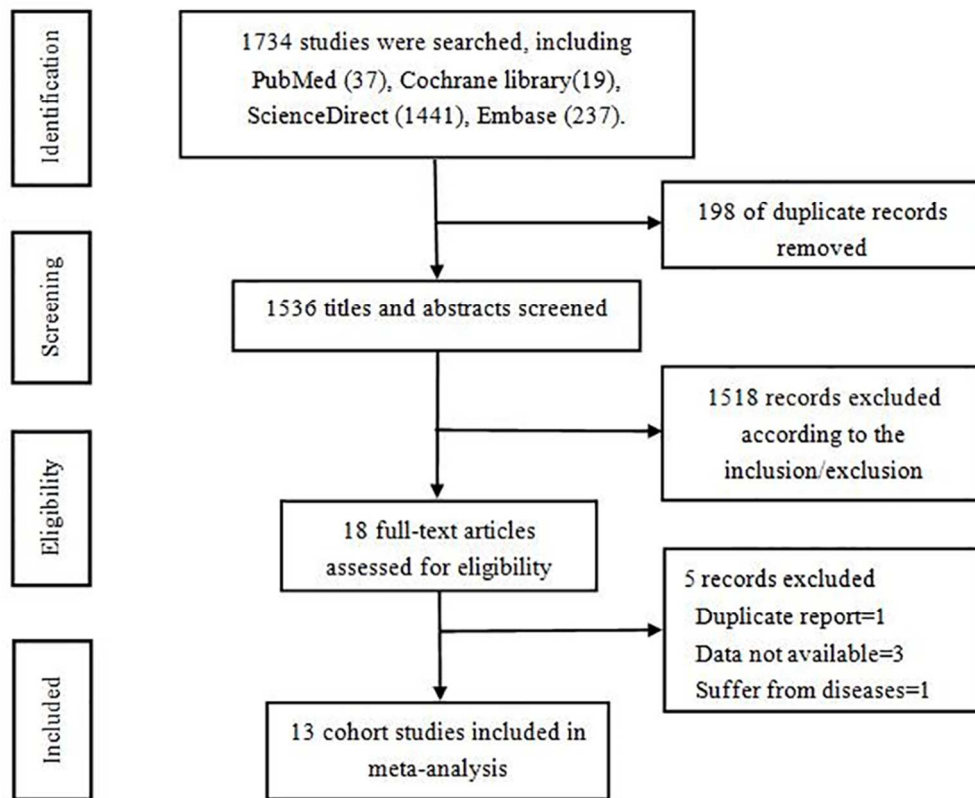 Identification
1734 studies were searched, including
PubMed (37), Cochrane library(19),
ScienceDirect (1441), Embase (237).
198 of duplicate records
removed
Screening
1536 titles and abstracts screened
1518 records excluded
according to the
inclusion/exclusion
Eligibility
18 full-text articles
assessed for eligibility
5 records excluded
Duplicate report=1
Data not available=3
Suffer from diseases=1
Included
13 cohort studies included in
meta-analysis